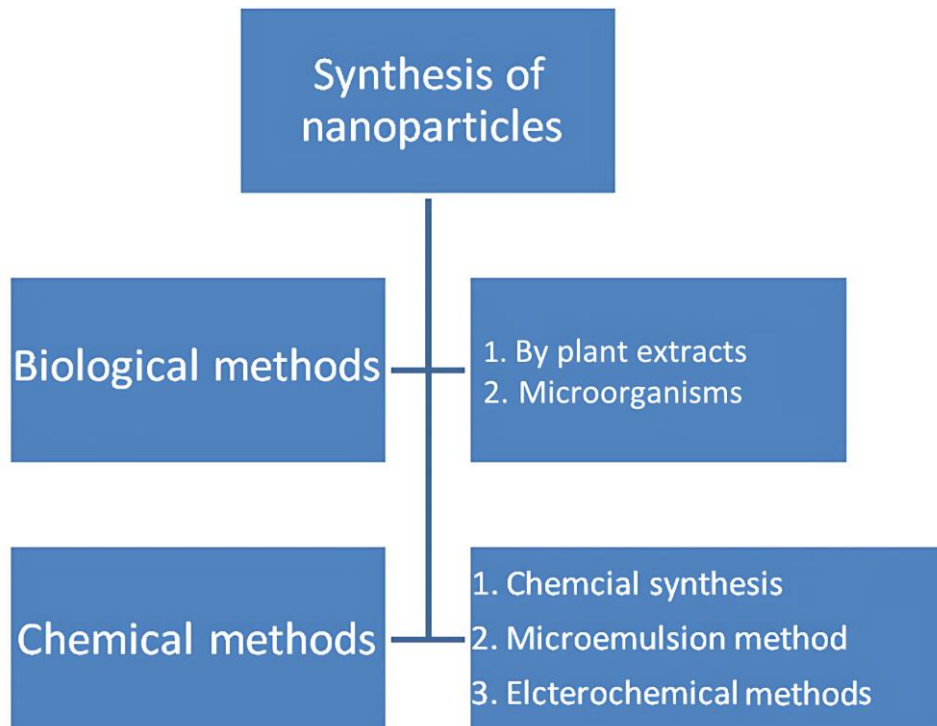 Synthesis of
nanoparticles
Biological methods
1. By plant extracts
2. Microorganisms
Chemical methods
1. Chemcial synthesis
2. Microemulsion method
3. Elcterochemical methods